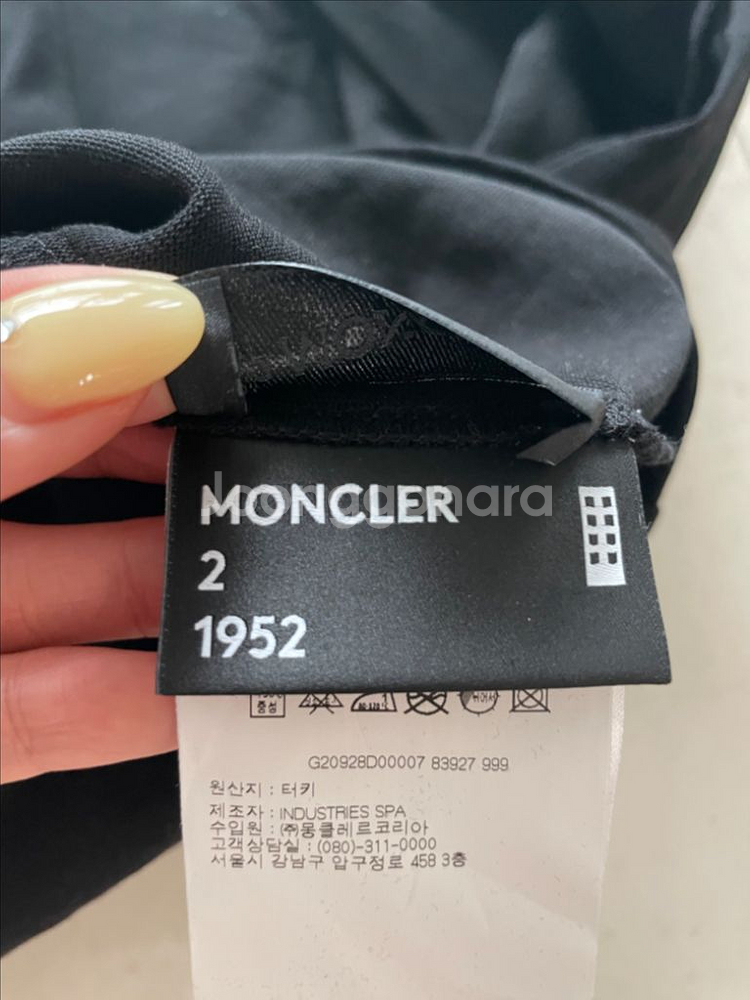 MONCLER
2
1952
G20928D00007 83927 999
원산지 : 터키
제조자 : INDUSTRIES SPA
수입원 : ㈜몽클레르코리아
고객상담실 : (080)-311-0000
서울시 강남구 압구정로 458 3층